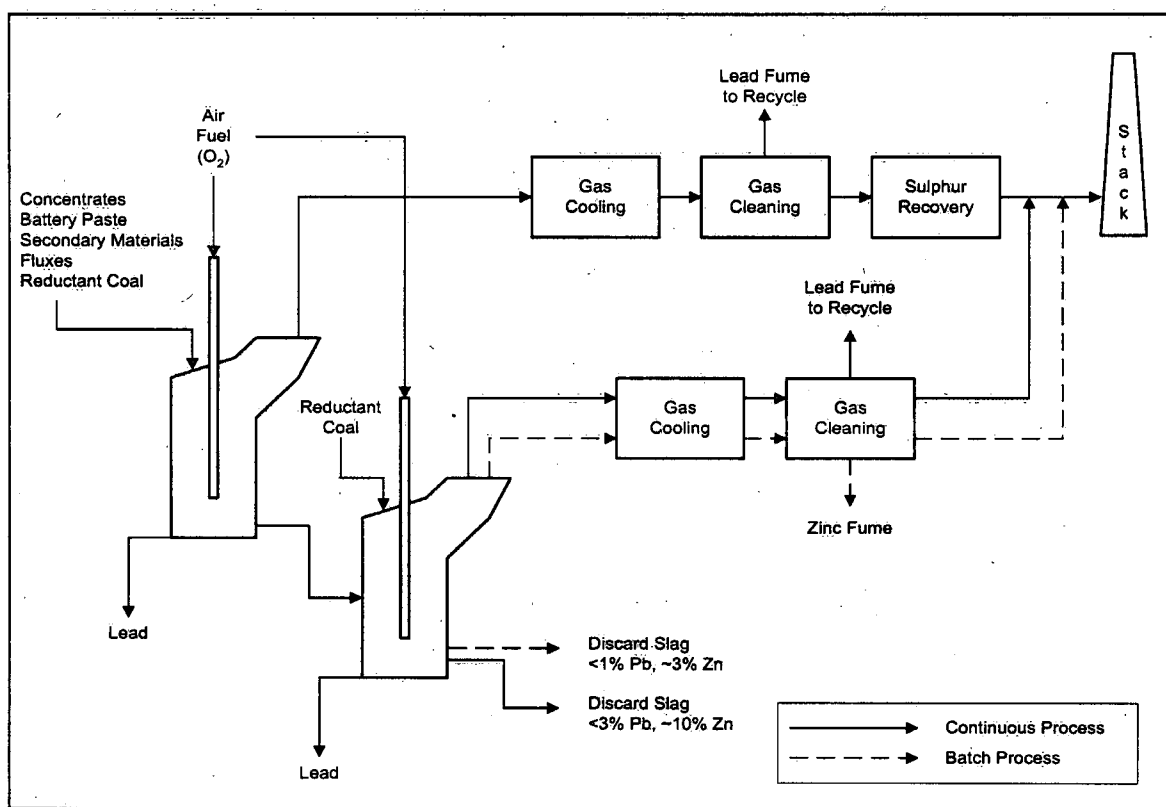 Air
Fuel
(O2)
Concentrates
Battery Paste
Secondary Materials
Fluxes
Reductant Coal
Lead Fume
to Recycle
Gas
Cooling
Gas
Cleaning
Sulphur
Recovery
Stack
Lead Fume
to Recycle
Reductant
Coal
Gas
Cooling
Gas
Cleaning
Zinc Fume
Lead
Discard Slag
<1% Pb, ~3% Zn
Discard Slag
<3% Pb, ~10% Zn
Lead
Continuous Process
Batch Process